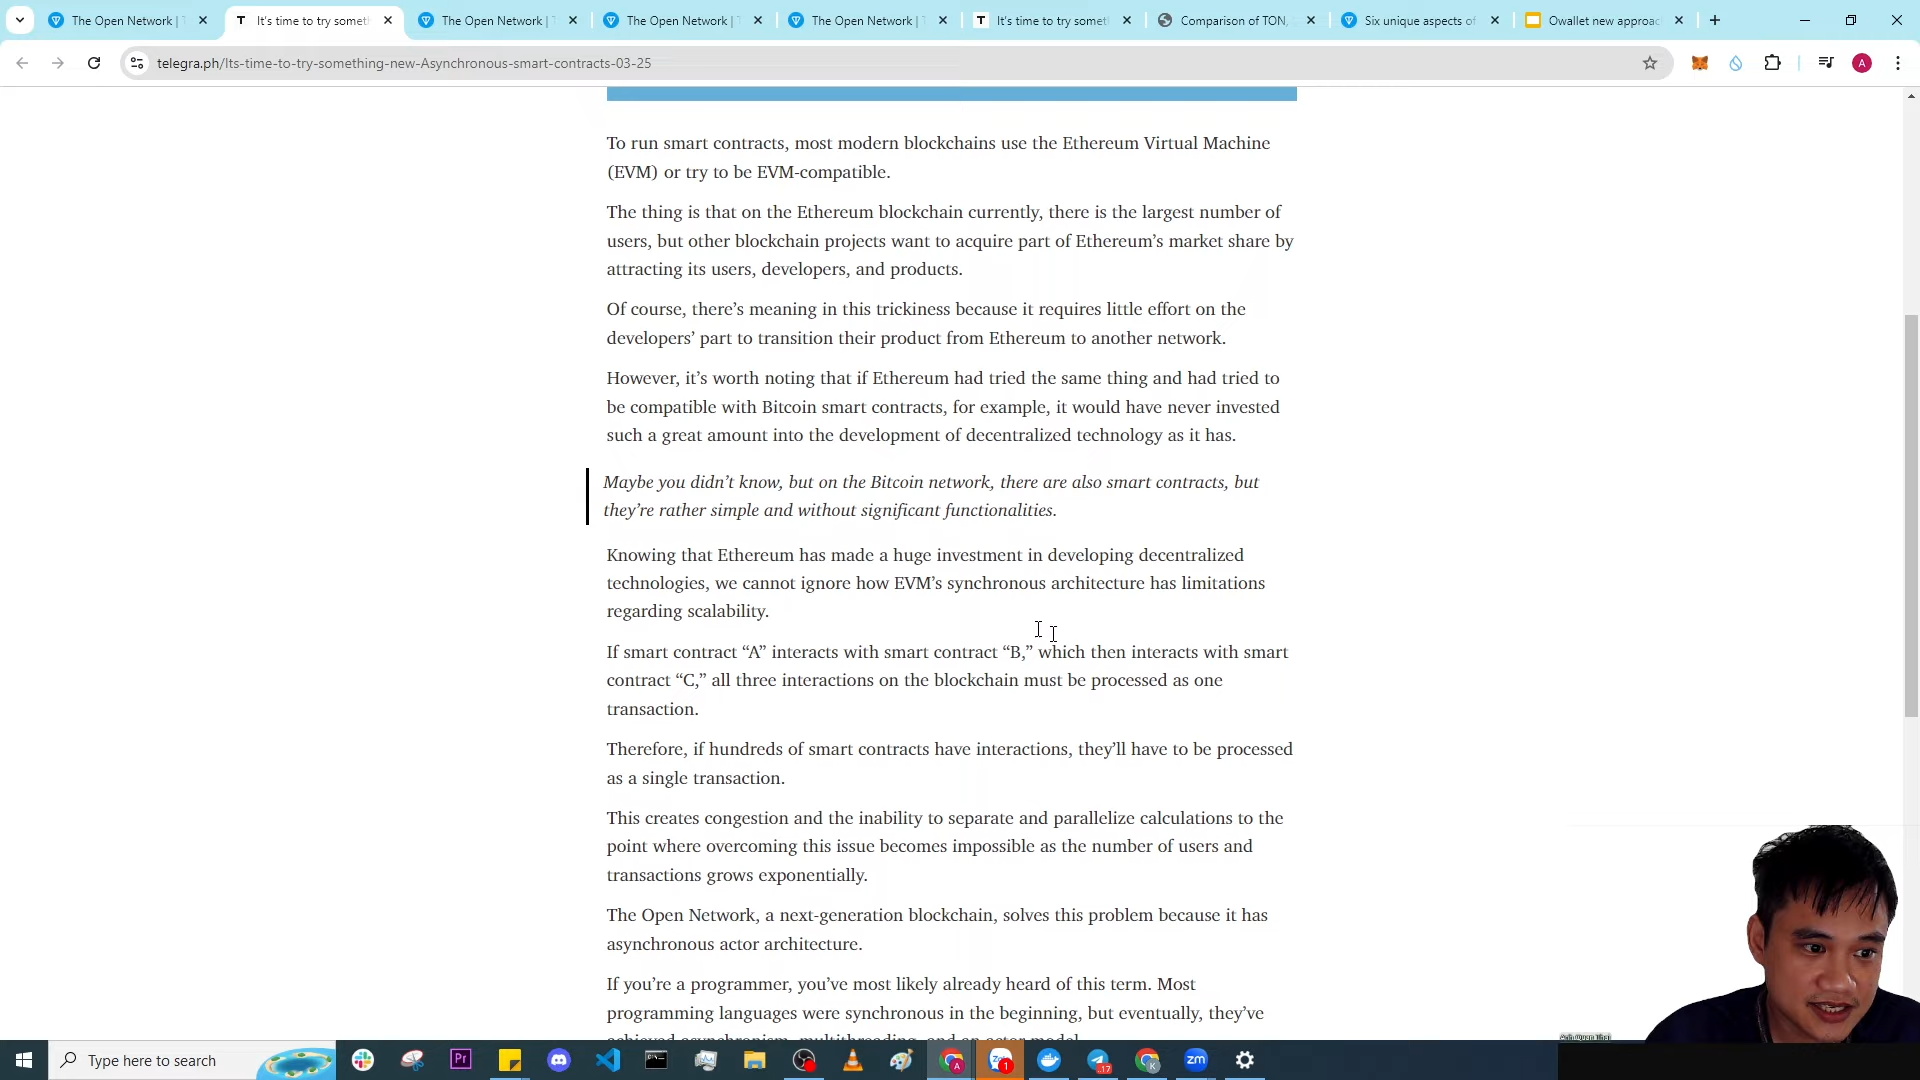 The Open Network | T
It's time to try someth
The Open Network | T
The Open Network | T
The Open Network | T
It's time to try someth
Comparison of TON,
Six unique aspects of
Owallet new approac
telegra.ph/Its-time-to-try-something-new-Asynchronous-smart-contracts-03-25
To run smart contracts, most modern blockchains use the Ethereum Virtual Machine
(EVM) or try to be EVM-compatible.
The thing is that on the Ethereum blockchain currently, there is the largest number of
users, but other blockchain projects want to acquire part of Ethereum’s market share by
attracting its users, developers, and products.
Of course, there’s meaning in this trickiness because it requires little effort on the
developers’ part to transition their product from Ethereum to another network.
However, it’s worth noting that if Ethereum had tried the same thing and had tried to
be compatible with Bitcoin smart contracts, for example, it would have never invested
such a great amount into the development of decentralized technology as it has.
Maybe you didn’t know, but on the Bitcoin network, there are also smart contracts, but
they’re rather simple and without significant functionalities.
Knowing that Ethereum has made a huge investment in developing decentralized
technologies, we cannot ignore how EVM’s synchronous architecture has limitations
regarding scalability.
If smart contract “A” interacts with smart contract “B,” which then interacts with smart
contract “C,” all three interactions on the blockchain must be processed as one
transaction.
Therefore, if hundreds of smart contracts have interactions, they’ll have to be processed
as a single transaction.
This creates congestion and the inability to separate and parallelize calculations to the
point where overcoming this issue becomes impossible as the number of users and
transactions grows exponentially.
The Open Network, a next-generation blockchain, solves this problem because it has
asynchronous actor architecture.
If you’re a programmer, you’ve most likely already heard of this term. Most
programming languages were synchronous in the beginning, but eventually, they’ve
achieved asynchronism, multithreading, and an actor model.
Type here to search